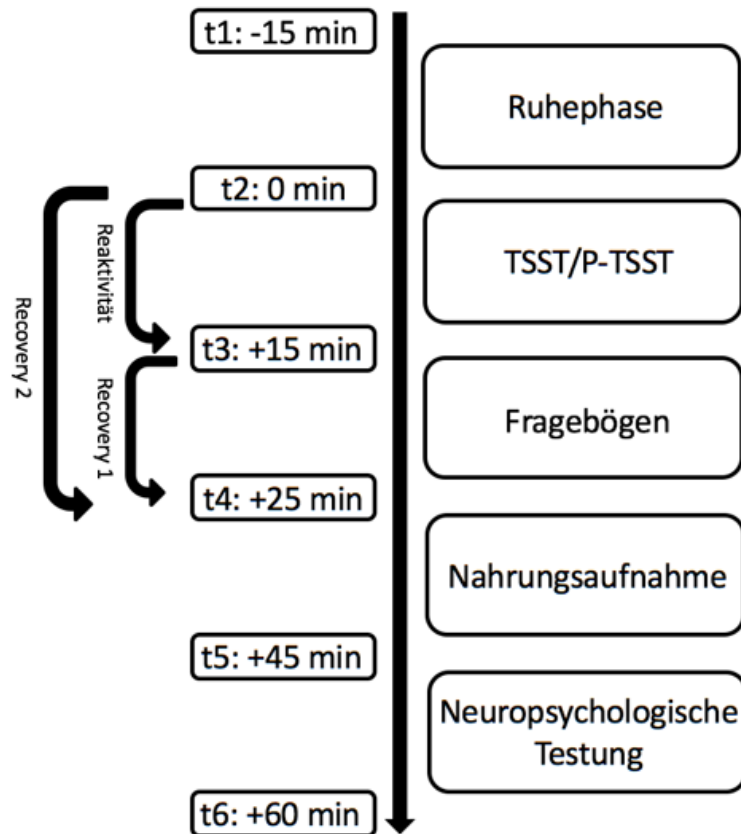 t1: -15 min
Ruhephase
t2: 0 min
TSST/P-TSST
Reaktivität
Recovery 2
t3: +15 min
Recovery 1
Fragebögen
t4: +25 min
Nahrungsaufnahme
t5: +45 min
Neuropsychologische
Testung
t6: +60 min